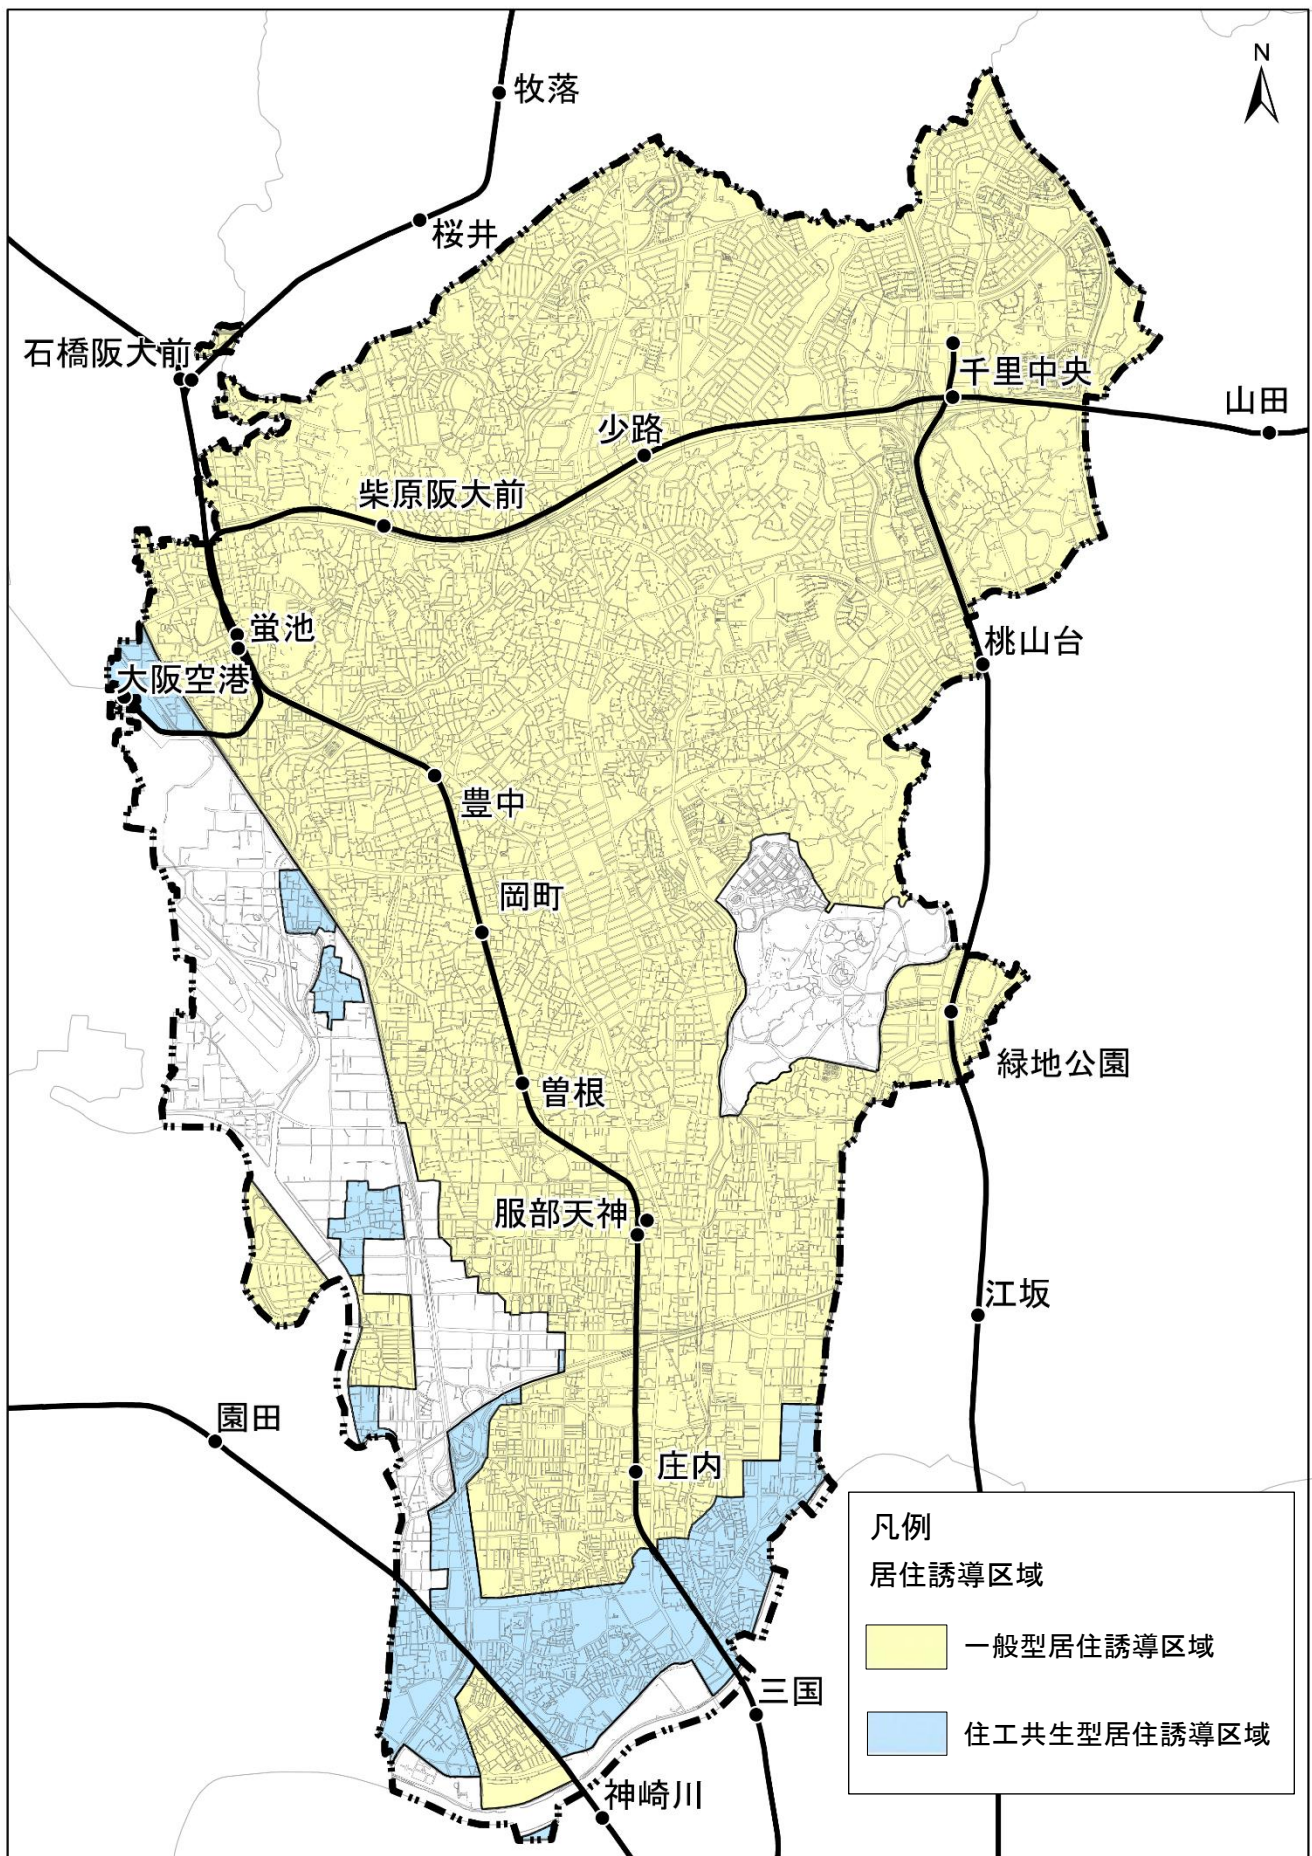 N
牧落
桜井
石橋阪大前
千里中央
山田
少路
柴原阪大前
蛍池
桃山台
大阪空港
豊中
岡町
緑地公園
曽根
服部天神
江坂
園田
庄内
凡例
居住誘導区域
一般型居住誘導区域
住工共生型居住誘導区域
三国
神崎川